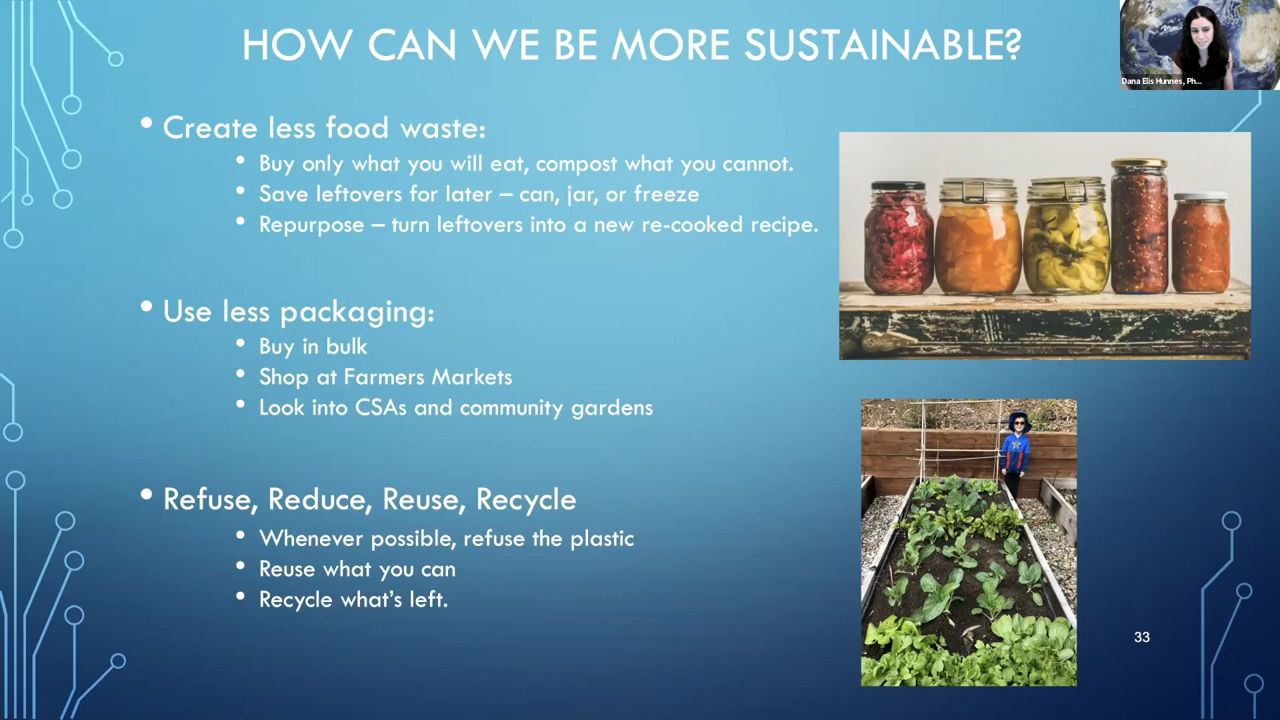 HOW CAN WE BE MORE SUSTAINABLE?
Dana Elis Hunnes, Ph...
• Create less food waste:
• Buy only what you will eat, compost what you cannot.
• Save leftovers for later – can, jar, or freeze
• Repurpose – turn leftovers into a new re-cooked recipe.
• Use less packaging:
• Buy in bulk
• Shop at Farmers Markets
• Look into CSAs and community gardens
• Refuse, Reduce, Reuse, Recycle
• Whenever possible, refuse the plastic
• Reuse what you can
• Recycle what's left.
33